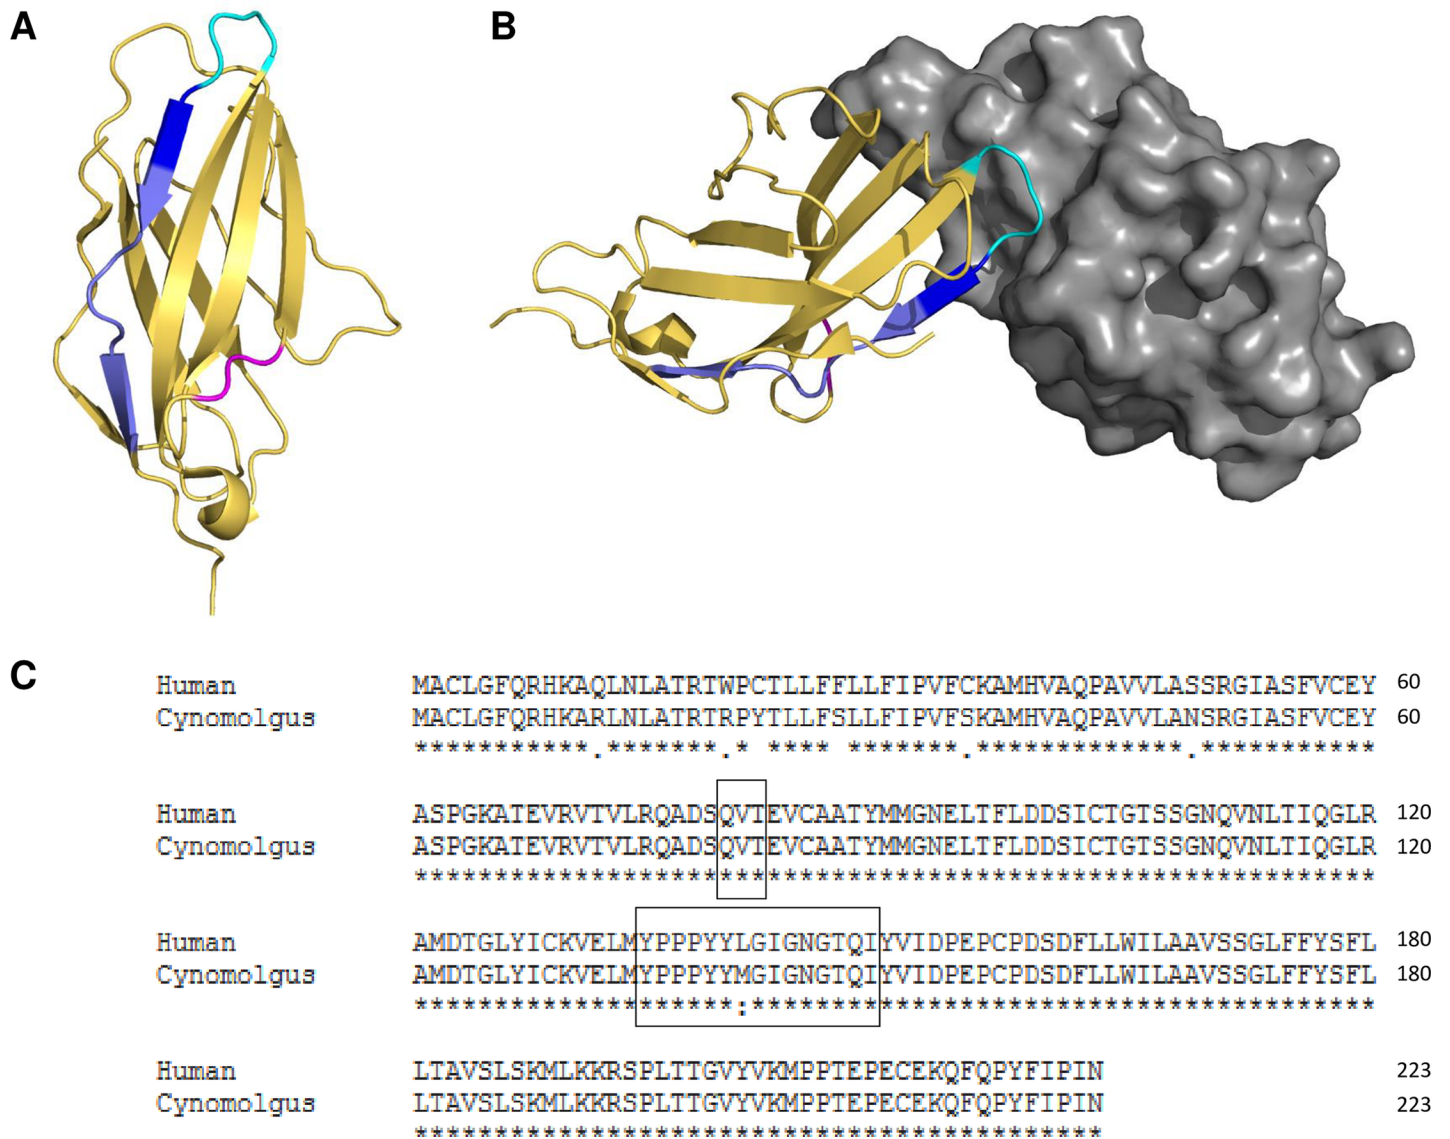 A
B
C
Human MACLGFQRHKAQLNLATRTWPCTLLFFLLFIPVFCKAMHVAQPAVVLASSRGIASFVCEY 60
Cynomolgus MACLGFQRHKARLNLATRTRPYTLLFSLLFIPVFSKAMHVAQPAVVLANSRGIASFVCEY 60
***********.*******.* **** *******.*************.***********
Human ASPGKATEVRVTVLRQADSQVTEVCAATYMMGNELTFLDDSICTGTSSGNQVNLTIQGLR 120
Cynomolgus ASPGKATEVRVTVLRQADSQVTEVCAATYMMGNELTFLDDSICTGTSSGNQVNLTIQGLR 120
************************************************************
Human AMDTGLYICKVELMYPPPYYLGIGNGTQIYVIDPEPCPDSDFLLWILAAVSSGLFFYSFL 180
Cynomolgus AMDTGLYICKVELMYPPPYYMGIGNGTQIYVIDPEPCPDSDFLLWILAAVSSGLFFYSFL 180
********************:***************************************
Human LTAVSLSKMLKKRSPLTTGVYVKMPPTEPECEKQFQPYFIPIN 223
Cynomolgus LTAVSLSKMLKKRSPLTTGVYVKMPPTEPECEKQFQPYFIPIN 223
*******************************************